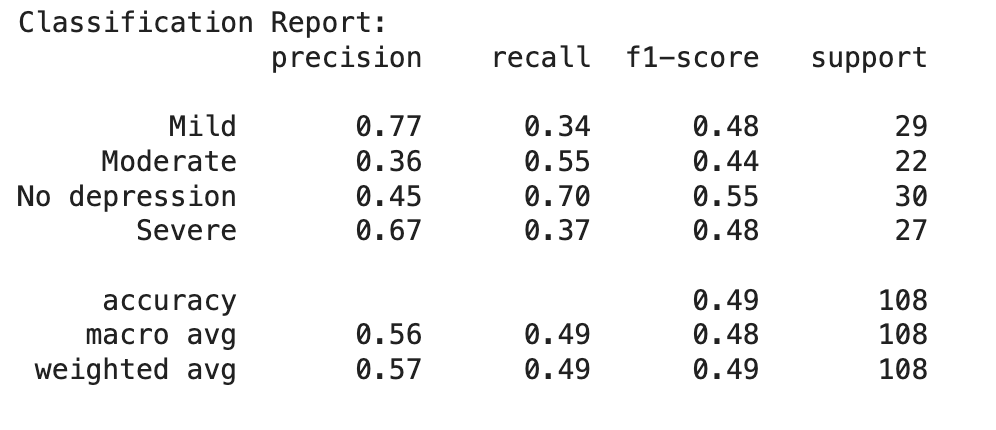 Classification Report:
precision recall f1-score support
Mild 0.77 0.34 0.48 29
Moderate 0.36 0.55 0.44 22
No depression 0.45 0.70 0.55 30
Severe 0.67 0.37 0.48 27
accuracy 0.49 108
macro avg 0.56 0.49 0.48 108
weighted avg 0.57 0.49 0.49 108